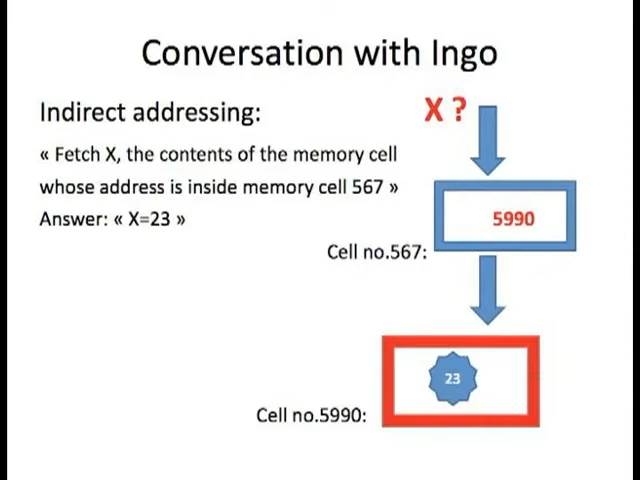 Conversation with Ingo
Indirect addressing:
X ?
« Fetch X, the contents of the memory cell
whose address is inside memory cell 567 »
Answer: « X=23 »
5990
Cell no.567:
23
Cell no.5990: